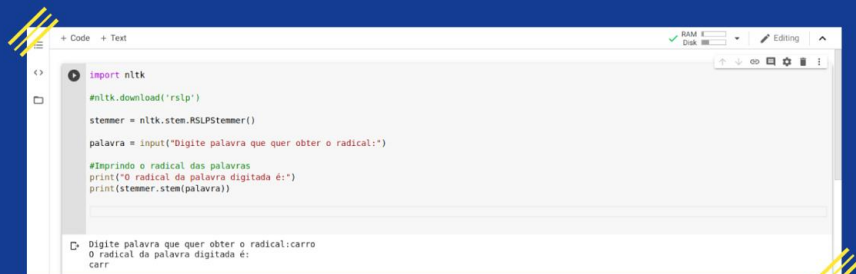 + Code + Text
RAM
Disk
Editing
import nltk
#nltk.download('rslp')
stemmer = nltk.stem.RSLPStemmer()
palavra = input("Digite palavra que quer obter o radical:")
#Imprindo o radical das palavras
print("O radical da palavra digitada é:")
print(stemmer.stem(palavra))
Digite palavra que quer obter o radical:carro
O radical da palavra digitada é:
carr